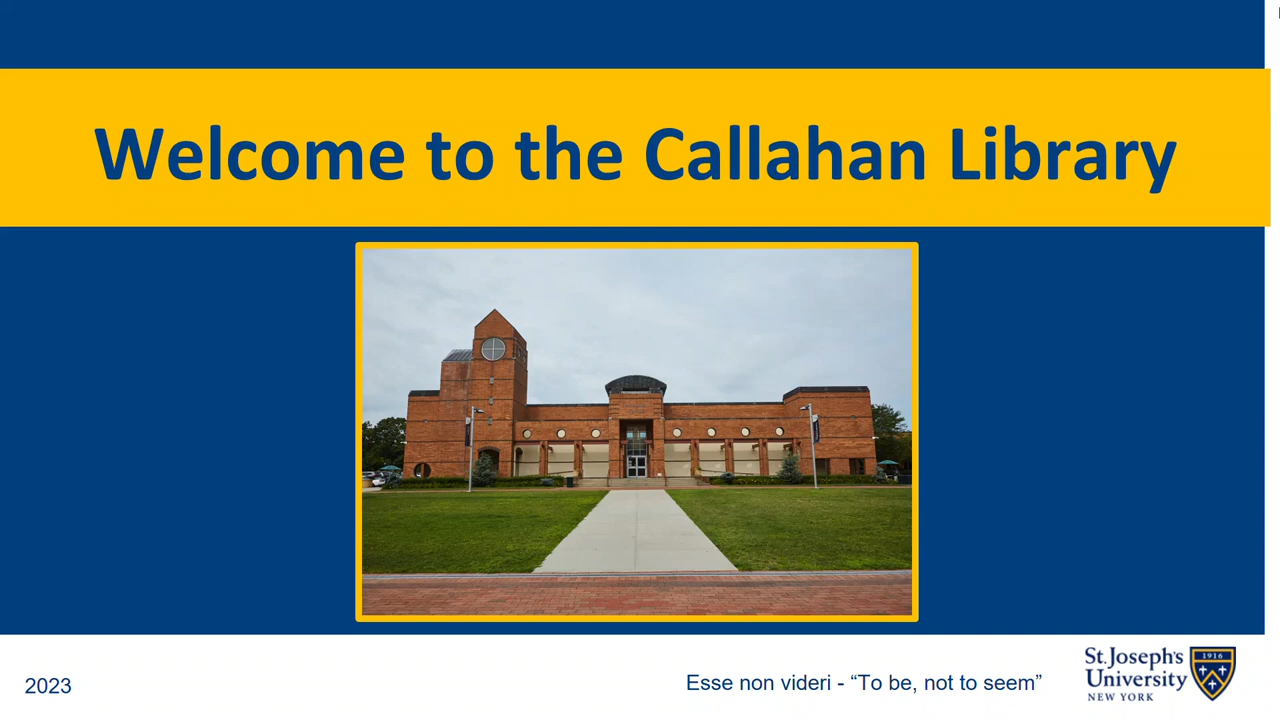 Welcome to the Callahan Library
2023
Esse non videri - “To be, not to seem”
St.Joseph's
University
NEW YORK
1916